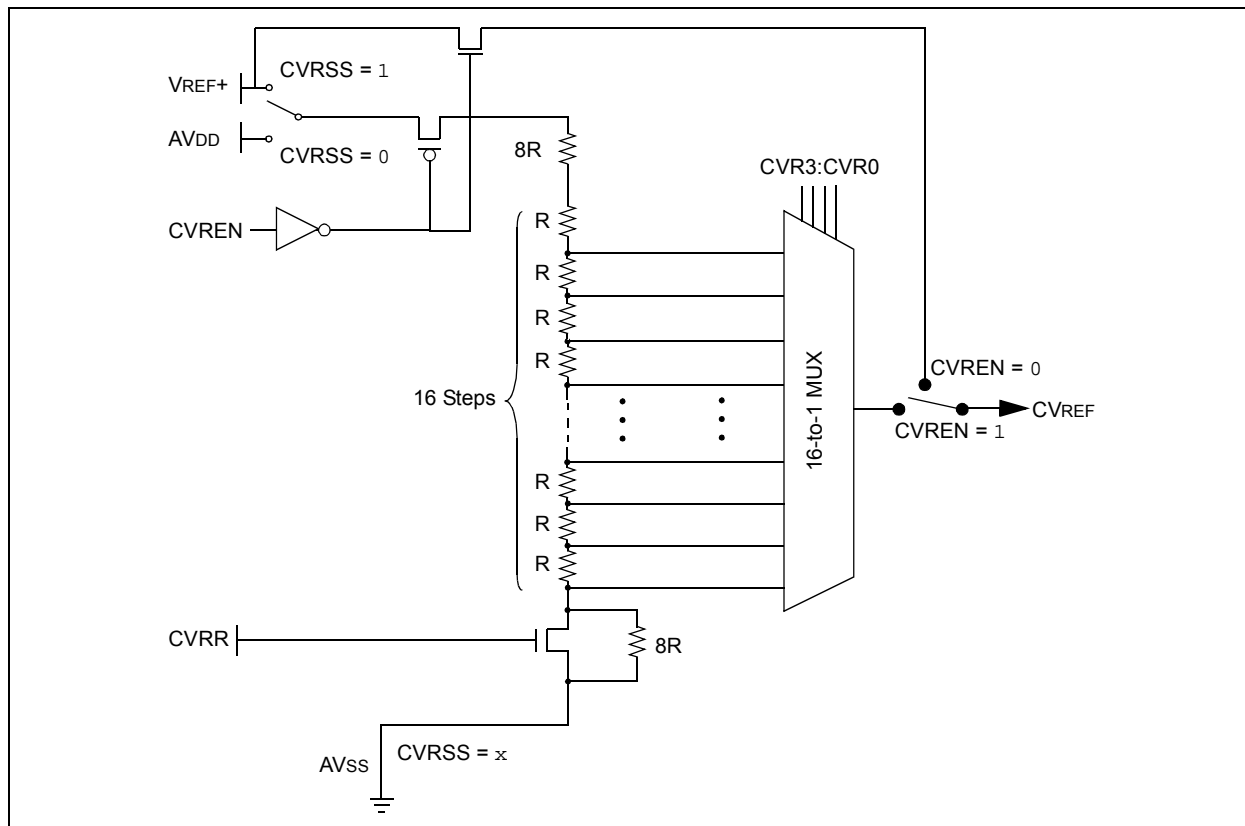 CVRSS = 1
VREF+
AVDD
CVRSS = 0
8R
CVR3:CVR0
CVREN
R
R
R
R
16 Steps
16-to-1 MUX
CVREN = 0
CVREF
CVREN = 1
R
R
R
CVRR
8R
CVRSS = x
AVSS